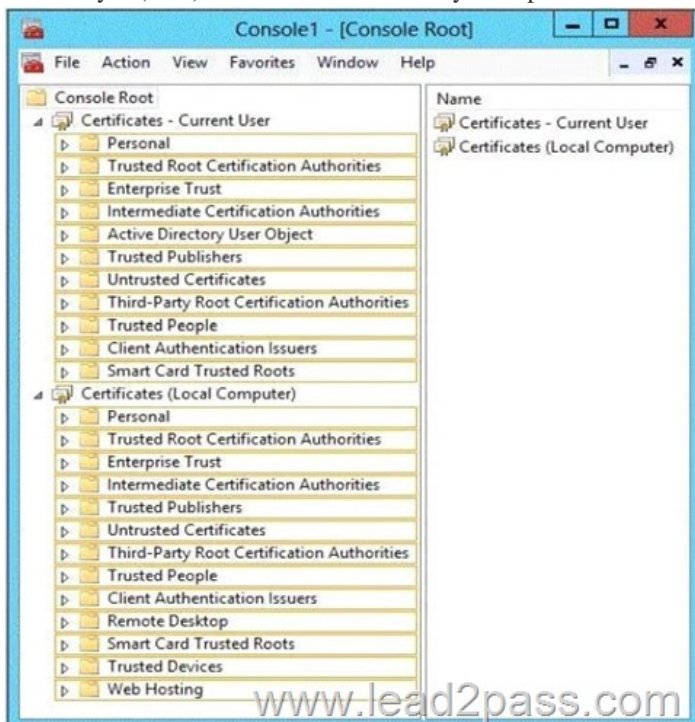 Console1 - [Console Root]
File Action View Favorites Window Help
Console Root
Certificates - Current User
Personal
Trusted Root Certification Authorities
Enterprise Trust
Intermediate Certification Authorities
Active Directory User Object
Trusted Publishers
Untrusted Certificates
Third-Party Root Certification Authorities
Trusted People
Client Authentication Issuers
Smart Card Trusted Roots
Certificates (Local Computer)
Personal
Trusted Root Certification Authorities
Enterprise Trust
Intermediate Certification Authorities
Trusted Publishers
Untrusted Certificates
Third-Party Root Certification Authorities
Trusted People
Client Authentication Issuers
Remote Desktop
Smart Card Trusted Roots
Trusted Devices
Web Hosting
Name
Certificates - Current User
Certificates (Local Computer)
www.lead2pass.com